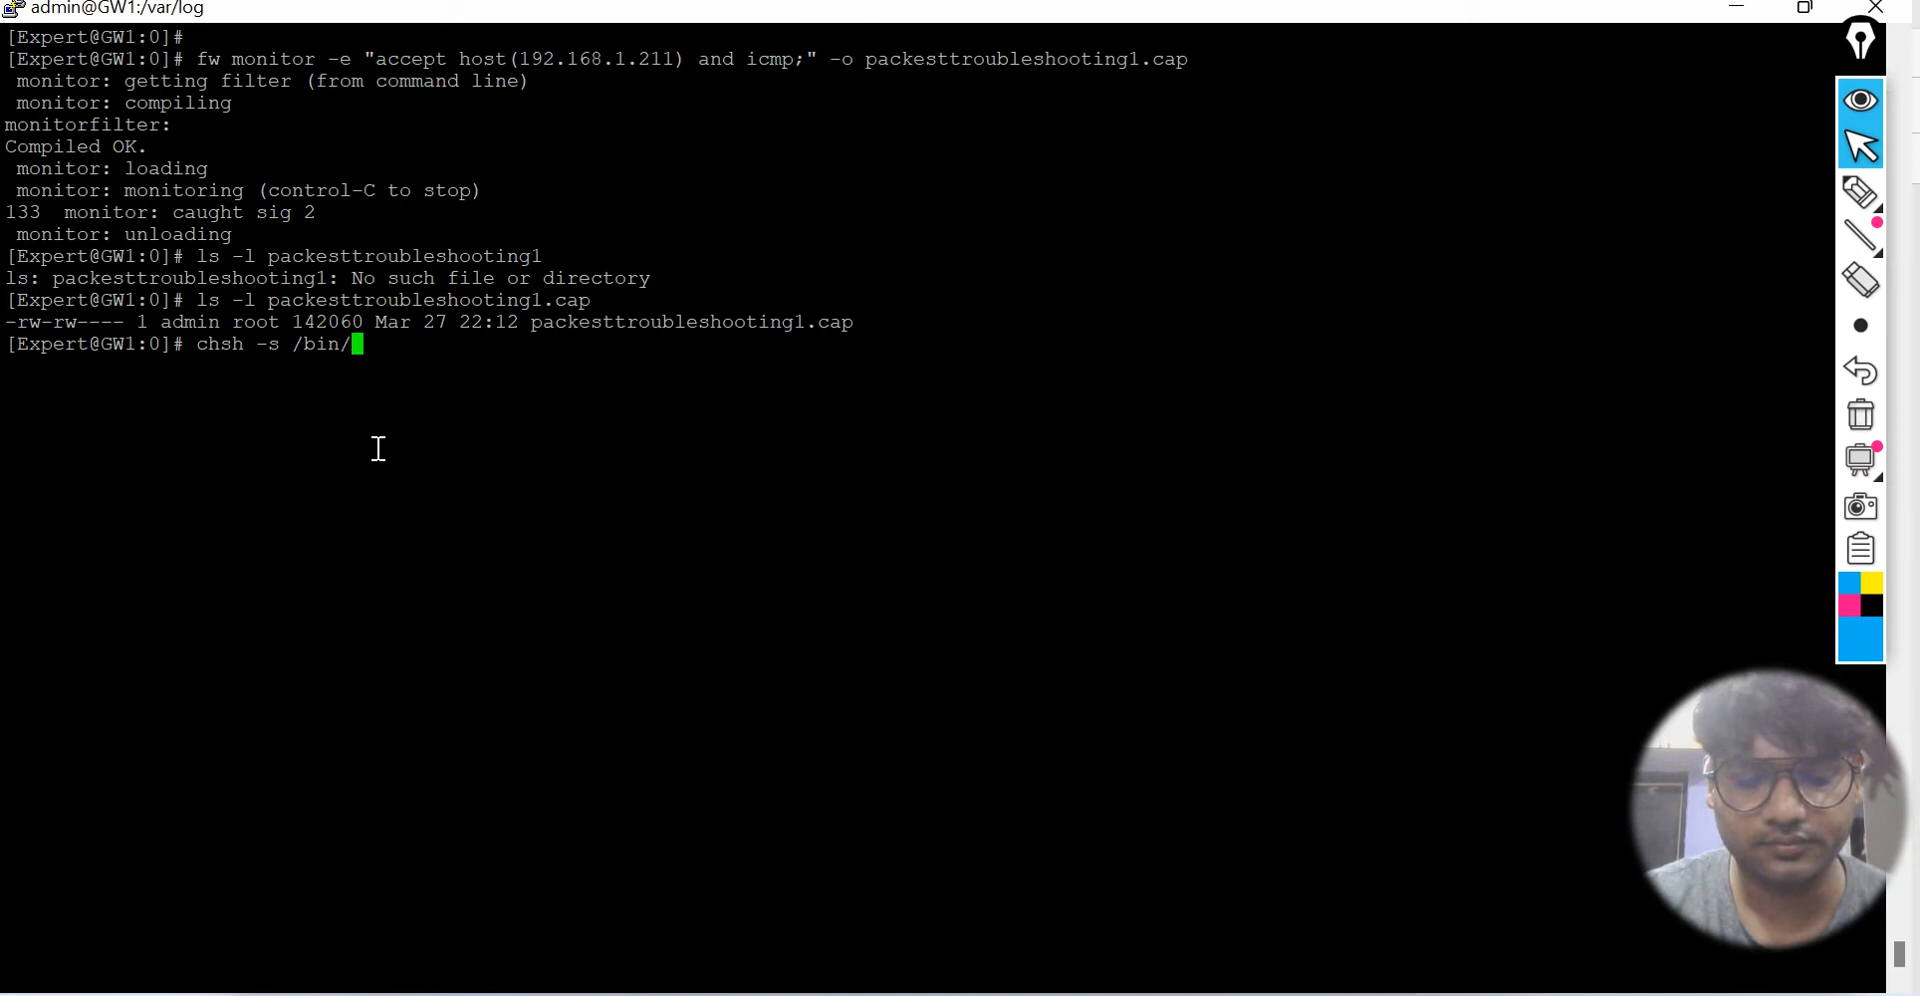 admin@GW1:/var/log
[Expert@GW1:0]#
[Expert@GW1:0]# fw monitor -e "accept host(192.168.1.211) and icmp;" -o packesttroubleshooting1.cap
monitor: getting filter (from command line)
monitor: compiling
monitorfilter:
Compiled OK.
monitor: loading
monitor: monitoring (control-C to stop)
133  monitor: caught sig 2
monitor: unloading
[Expert@GW1:0]# ls -l packesttroubleshooting1
ls: packesttroubleshooting1: No such file or directory
[Expert@GW1:0]# ls -l packesttroubleshooting1.cap
-rw-rw---- 1 admin root 142060 Mar 27 22:12 packesttroubleshooting1.cap
[Expert@GW1:0]# chsh -s /bin/